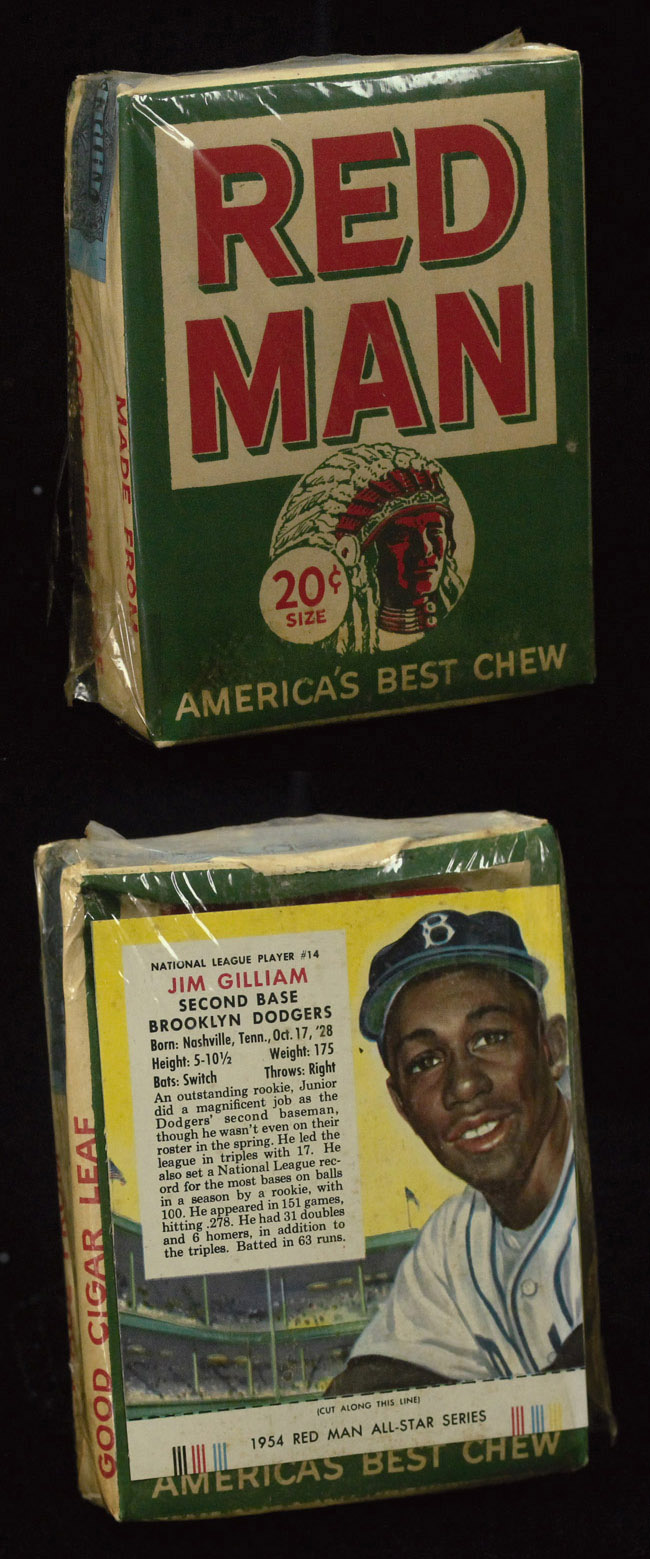 RED
MAN
20¢
SIZE
AMERICA'S BEST CHEW
MADE FROM
GOOD CIGAR LEAF
NATIONAL LEAGUE PLAYER #14
JIM GILLIAM
SECOND BASE
BROOKLYN DODGERS
Born: Nashville, Tenn., Oct. 17, '28
Height: 5-10½ Weight: 175
Bats: Switch Throws: Right
An outstanding rookie, Junior
did a magnificent job as the
Dodgers' second baseman,
though he wasn't even on their
roster in the spring. He led the
league in triples with 17. He
also set a National League rec-
ord for the most bases on balls
in a season by a rookie, with
100. He appeared in 151 games,
hitting .278. He had 31 doubles
and 6 homers, in addition to
the triples. Batted in 63 runs.
B
(CUT ALONG THIS LINE)
1954 RED MAN ALL-STAR SERIES
AMERICA'S BEST CHEW
GOOD CIGAR LEAF